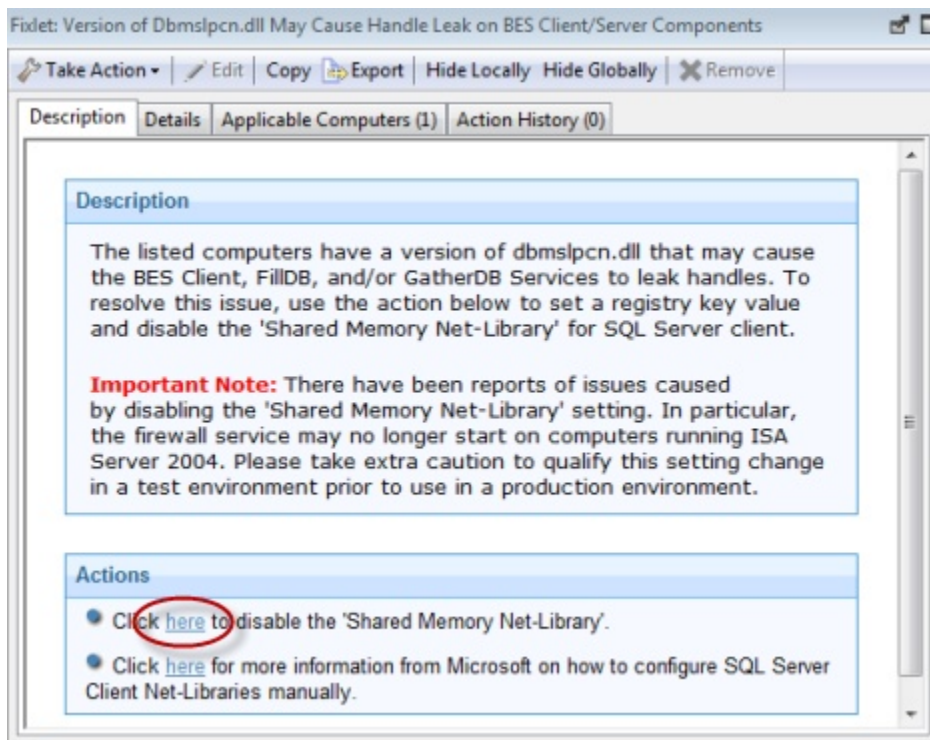 Fixlet: Version of Dbmslpcn.dll May Cause Handle Leak on BES Client/Server Components
Take Action Edit Copy Export Hide Locally Hide Globally Remove
Description Details Applicable Computers (1) Action History (0)
Description
The listed computers have a version of dbmslpcn.dll that may cause
the BES Client, FillDB, and/or GatherDB Services to leak handles. To
resolve this issue, use the action below to set a registry key value
and disable the 'Shared Memory Net-Library' for SQL Server client.
Important Note: There have been reports of issues caused
by disabling the 'Shared Memory Net-Library' setting. In particular,
the firewall service may no longer start on computers running ISA
Server 2004. Please take extra caution to qualify this setting change
in a test environment prior to use in a production environment.
Actions
Click here to disable the 'Shared Memory Net-Library'.
Click here for more information from Microsoft on how to configure SQL Server
Client Net-Libraries manually.